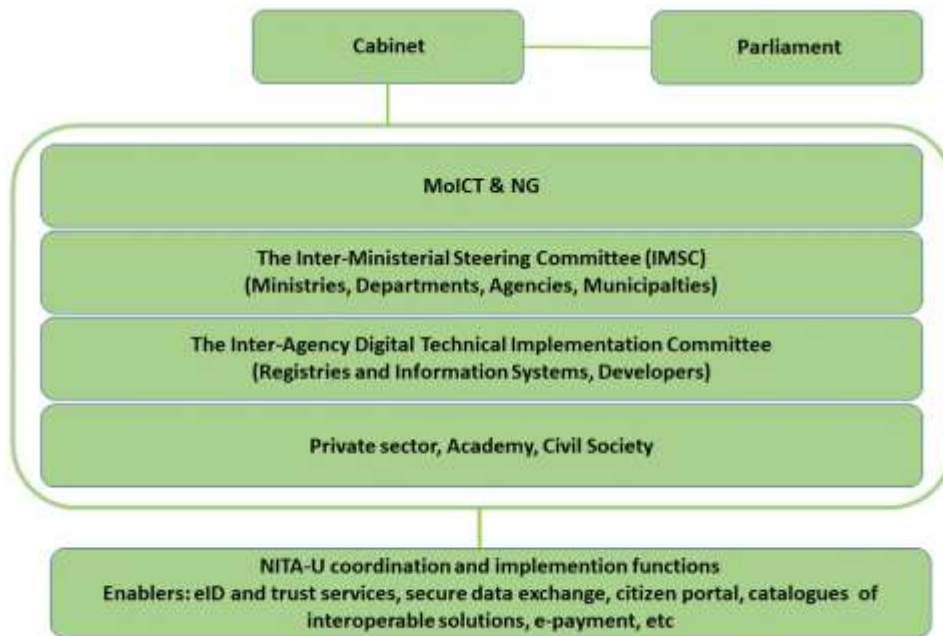 Cabinet
Parliament
MoICT & NG
The Inter-Ministerial Steering Committee (IMSC)
(Ministries, Departments, Agencies, Municipalties)
The Inter-Agency Digital Technical Implementation Committee
(Registries and Information Systems, Developers)
Private sector, Academy, Civil Society
NITA-U coordination and implemention functions
Enablers: eID and trust services, secure data exchange, citizen portal, catalogues of
interoperable solutions, e-payment, etc